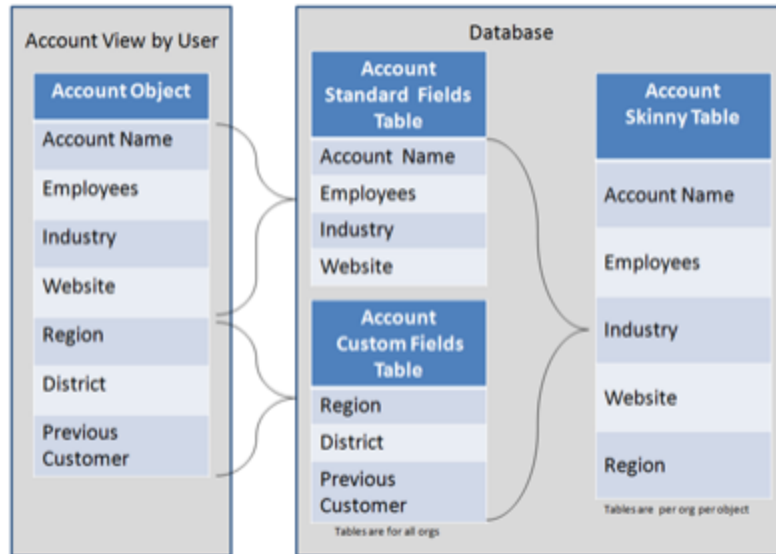 Account View by User
Account Object
Account Name
Employees
Industry
Website
Region
District
Previous
Customer
Database
Account
Standard Fields
Table
Account Name
Employees
Industry
Website
Account
Custom Fields
Table
Region
District
Previous
Customer
Tables are for all orgs
Account
Skinny Table
Account Name
Employees
Industry
Website
Region
Tables are per org per object